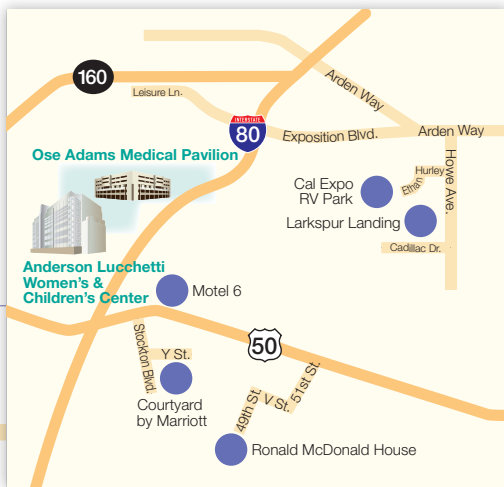 160
Leisure Ln.
Arden Way
INTERSTATE
80
Exposition Blvd.
Arden Way
Ose Adams Medical Pavilion
Cal Expo
RV Park
Hurley
Ethan
Howe Ave.
Larkspur Landing
Cadillac Dr.
Anderson Lucchetti
Women's &
Children's Center
Motel 6
50
Stockton Blvd.
Y St.
Courtyard
by Marriott
51st St.
V St.
49th St.
Ronald McDonald House